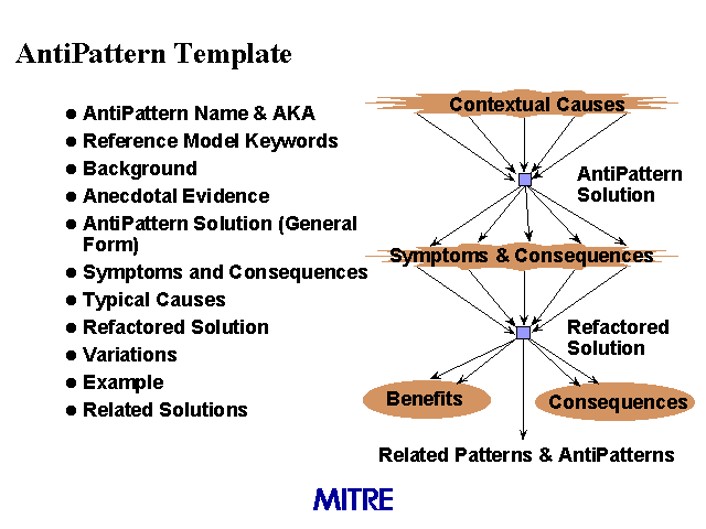 AntiPattern Template
AntiPattern Name & AKA
Reference Model Keywords
Background
Anecdotal Evidence
AntiPattern Solution (General
Form)
Symptoms and Consequences
Typical Causes
Refactored Solution
Variations
Example
Related Solutions
Contextual Causes
AntiPattern
Solution
Symptoms & Consequences
Refactored
Solution
Benefits
Consequences
Related Patterns & AntiPatterns
MITRE